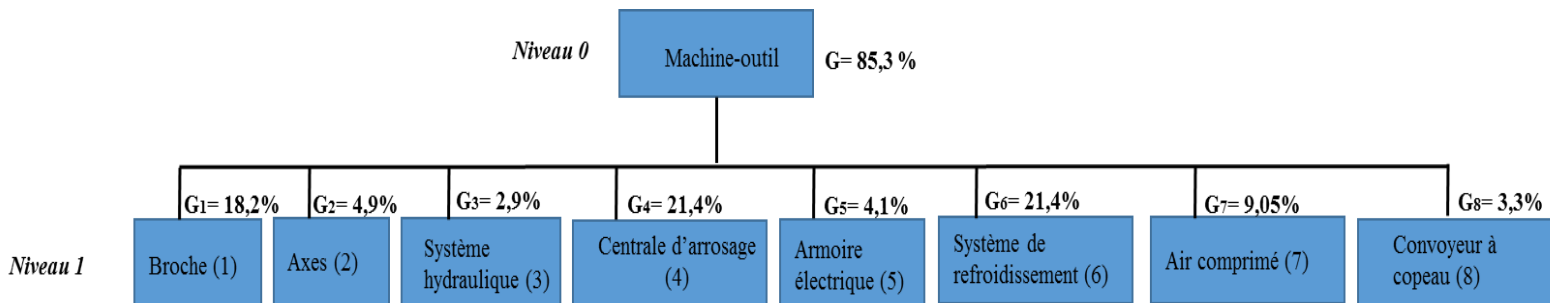 Niveau 0
Machine-outil
G= 85,3 %
G1= 18,2%
G2= 4,9%
G3= 2,9%
G4= 21,4%
G5= 4,1%
G6= 21,4%
G7= 9,05%
G8= 3,3%
Niveau 1
Broche (1)
Axes (2)
Système
hydraulique (3)
Centrale d’arrosage
(4)
Armoire
électrique (5)
Système de
refroidissement (6)
Air comprimé (7)
Convoyeur à
copeau (8)